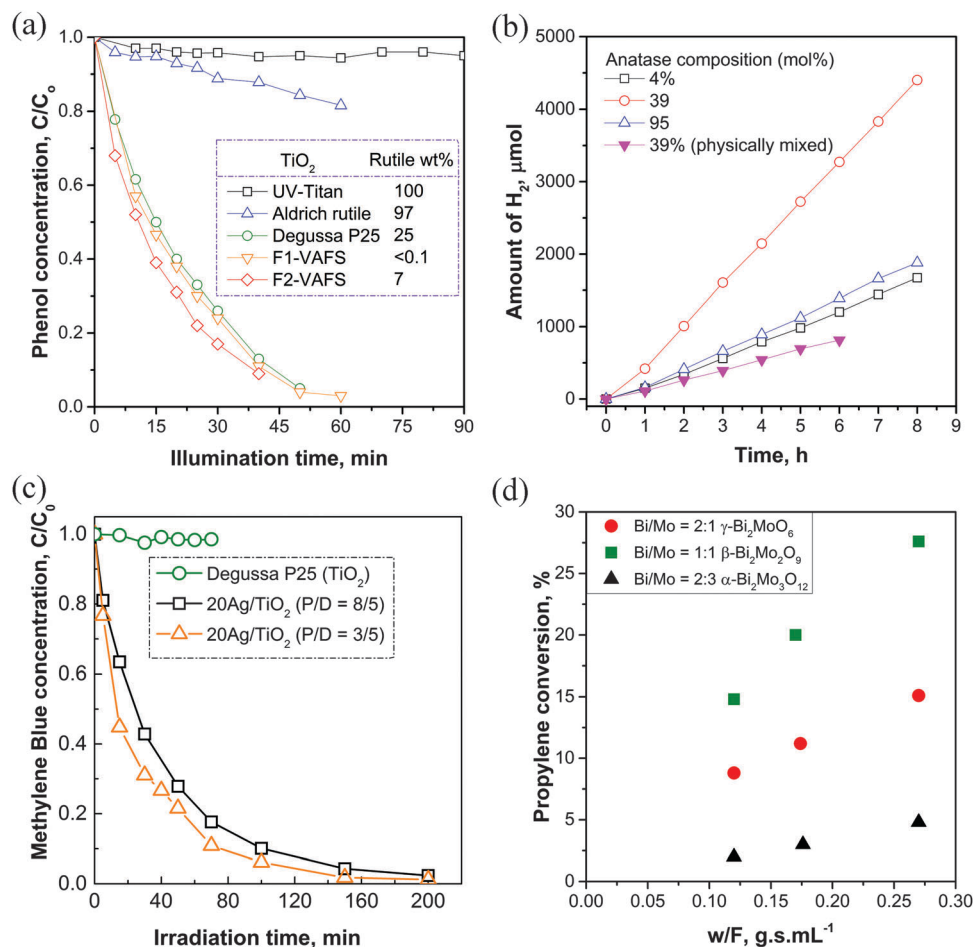 (a)
Phenol concentration, C/Cₒ
1.0
0.8
0.6
0.4
0.2
0.0
TiO₂ Rutile wt%
UV-Titan 100
Aldrich rutile 97
Degussa P25 25
F1-VAFS <0.1
F2-VAFS 7
0 15 30 45 60 75 90
Illumination time, min
(b)
Amount of H₂, μmol
5000
4000
3000
2000
1000
0
Anatase composition (mol%)
4%
39
95
39% (physically mixed)
0 1 2 3 4 5 6 7 8 9
Time, h
(c)
Methylene Blue concentration, C/C₀
1.0
0.8
0.6
0.4
0.2
0.0
Degussa P25 (TiO₂)
20Ag/TiO₂ (P/D = 8/5)
20Ag/TiO₂ (P/D = 3/5)
0 40 80 120 160 200
Irradiation time, min
(d)
Propylene conversion, %
30
25
20
15
10
5
0
Bi/Mo = 2:1 γ-Bi₂MoO₆
Bi/Mo = 1:1 β-Bi₂Mo₂O₉
Bi/Mo = 2:3 α-Bi₂Mo₃O₁₂
0.00 0.05 0.10 0.15 0.20 0.25 0.30
w/F, g.s.mL⁻¹